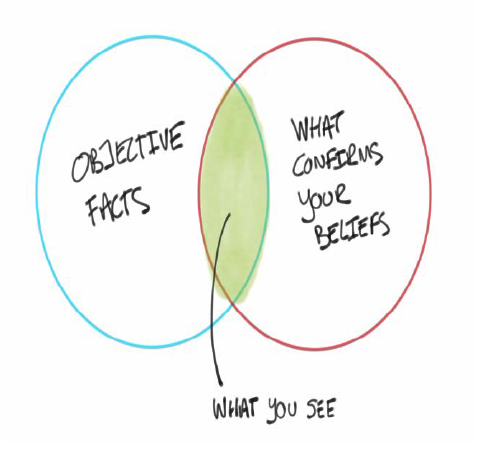 OBJECTIVE
FACTS
WHAT
CONFIRMS
YOUR
BELIEFS
WHAT YOU SEE